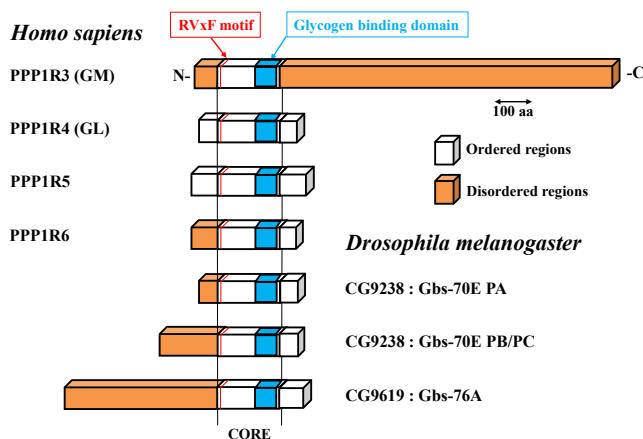 Homo sapiens
RVxF motif
Glycogen binding domain
PPP1R3 (GM)
N-
-C
100 aa
PPP1R4 (GL)
Ordered regions
PPP1R5
Disordered regions
PPP1R6
Drosophila melanogaster
CG9238 : Gbs-70E PA
CG9238 : Gbs-70E PB/PC
CG9619 : Gbs-76A
CORE